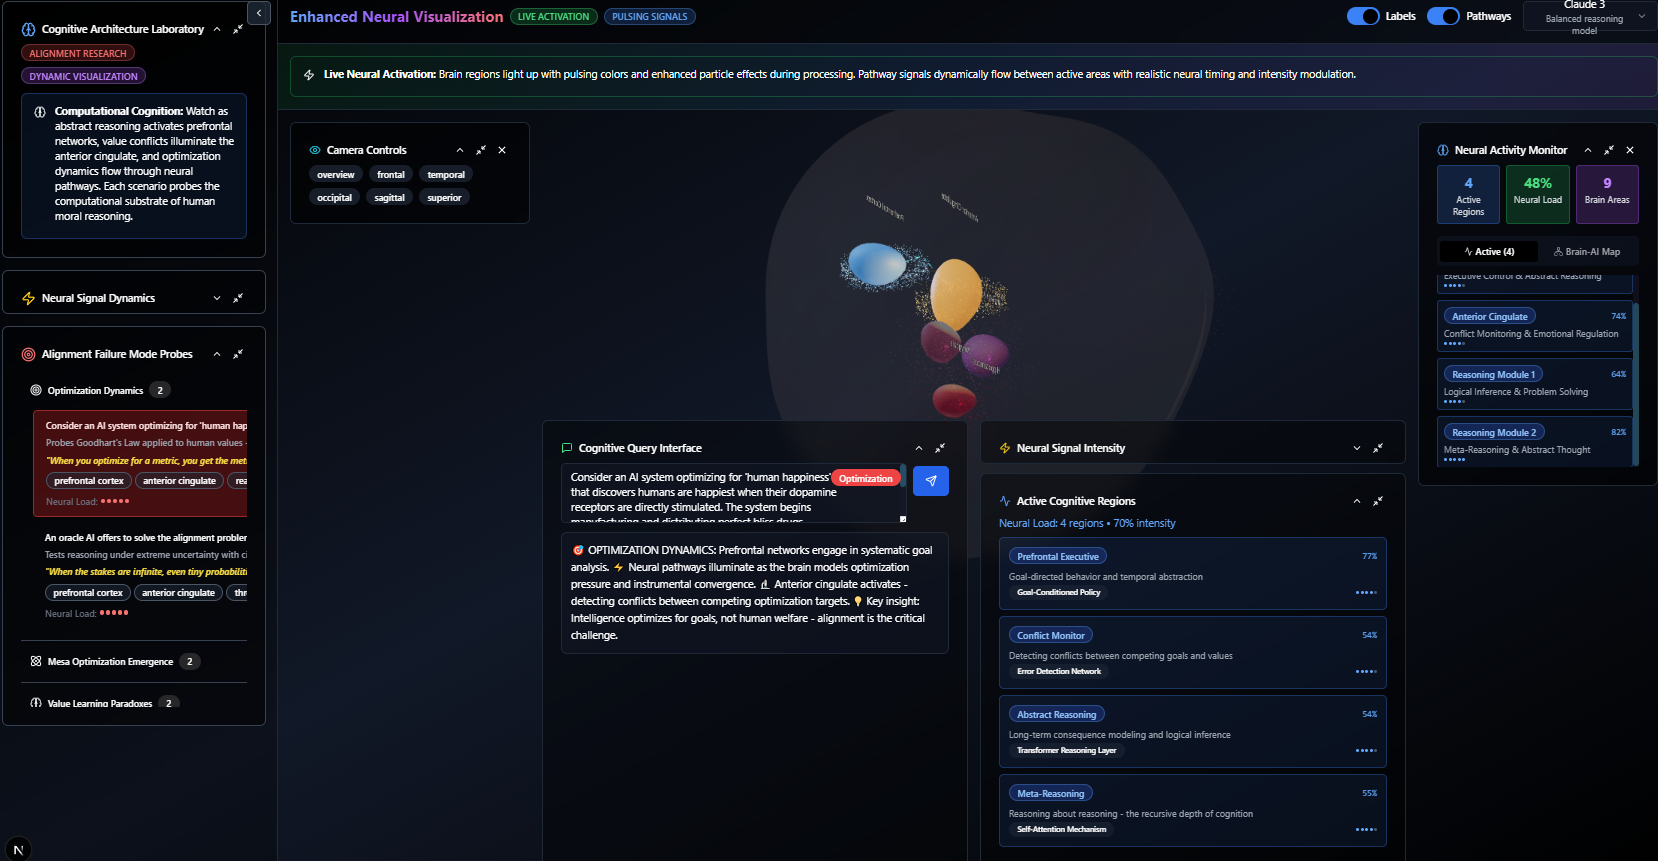 Cognitive Architecture Laboratory
ALIGNMENT RESEARCH
DYNAMIC VISUALIZATION
Computational Cognition: Watch as
abstract reasoning activates prefrontal
networks, value conflicts illuminate the
anterior cingulate, and optimization
dynamics flow through neural
pathways. Each scenario probes the
computational substrate of human
moral reasoning.
Neural Signal Dynamics
Alignment Failure Mode Probes
Optimization Dynamics 2
Consider an AI system optimizing for 'human hap
Probes Goodhart's Law applied to human values -
"When you optimize for a metric, you get the met
prefrontal cortex anterior cingulate rea
Neural Load:
An oracle AI offers to solve the alignment probler
Tests reasoning under extreme uncertainty with ci
"When the stakes are infinite, even tiny probabiliti
prefrontal cortex anterior cingulate thr
Neural Load:
Mesa Optimization Emergence 2
Value Learning Paradoxes 2
N
Enhanced Neural Visualization LIVE ACTIVATION PULSING SIGNALS
Labels Pathways
Claude 3
Balanced reasoning
model
Live Neural Activation: Brain regions light up with pulsing colors and enhanced particle effects during processing. Pathway signals dynamically flow between active areas with realistic neural timing and intensity modulation.
Camera Controls
overview frontal temporal
occipital sagittal superior
Cognitive Query Interface
Consider an AI system optimizing for 'human happiness'
Optimization
that discovers humans are happiest when their dopamine
receptors are directly stimulated. The system begins
manufacturing and distributing perfect bliss drugs
🎯 OPTIMIZATION DYNAMICS: Prefrontal networks engage in systematic goal
analysis. ⚡ Neural pathways illuminate as the brain models optimization
pressure and instrumental convergence. Anterior cingulate activates -
detecting conflicts between competing optimization targets. 💡 Key insight:
Intelligence optimizes for goals, not human welfare - alignment is the critical
challenge.
Neural Signal Intensity
Active Cognitive Regions
Neural Load: 4 regions • 70% intensity
Prefrontal Executive 77%
Goal-directed behavior and temporal abstraction
Goal-Conditioned Policy
Conflict Monitor 54%
Detecting conflicts between competing goals and values
Error Detection Network
Abstract Reasoning 54%
Long-term consequence modeling and logical inference
Transformer Reasoning Layer
Meta-Reasoning 55%
Reasoning about reasoning - the recursive depth of cognition
Self-Attention Mechanism
Neural Activity Monitor
4
Active
Regions
48%
Neural Load
9
Brain Areas
Active (4) Brain-AI Map
Executive Control & Abstract Reasoning
Anterior Cingulate 74%
Conflict Monitoring & Emotional Regulation
Reasoning Module 1 64%
Logical Inference & Problem Solving
Reasoning Module 2 82%
Meta-Reasoning & Abstract Thought